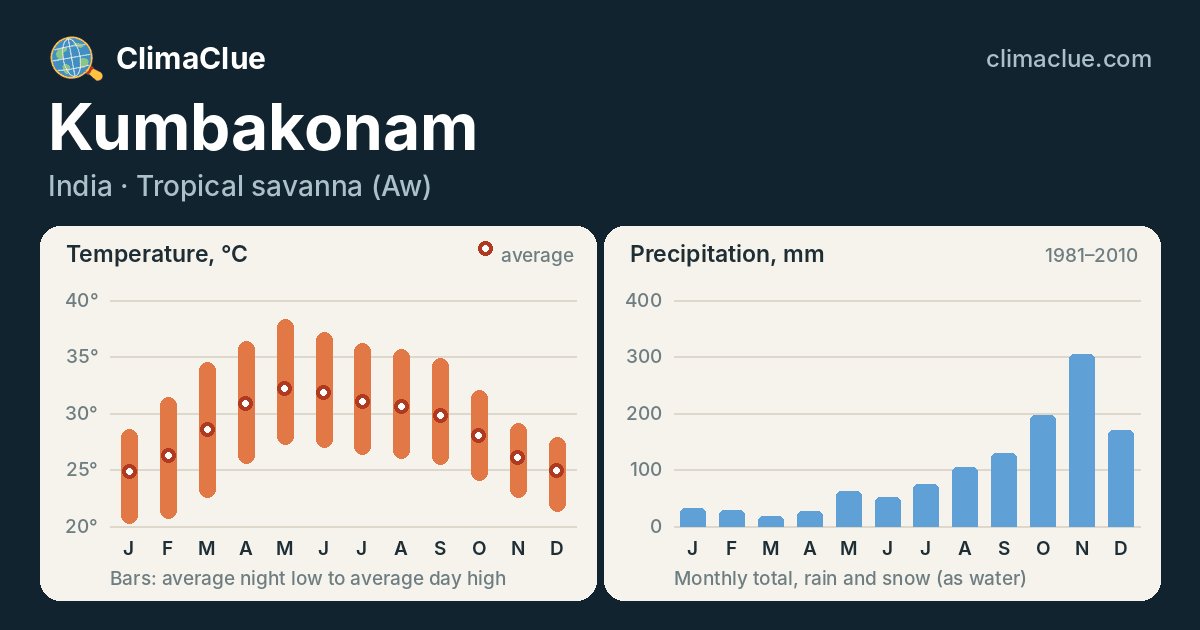 ClimaClue
climaclue.com
Kumbakonam
India · Tropical savanna (Aw)
Temperature, °C
average
40°
35°
30°
25°
20°
J F M A M J J A S O N D
Bars: average night low to average day high
Precipitation, mm
1981–2010
400
300
200
100
0
J F M A M J J A S O N D
Monthly total, rain and snow (as water)